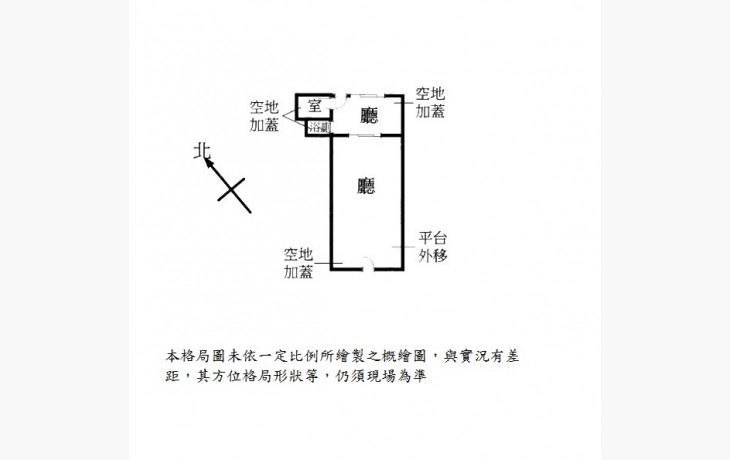 空地
加蓋
室
浴廁
廳
空地
加蓋
北
廳
平台
外移
空地
加蓋
本格局圖未依一定比例所繪製之概繪圖，與實況有差
距，其方位格局形狀等，仍須現場為準